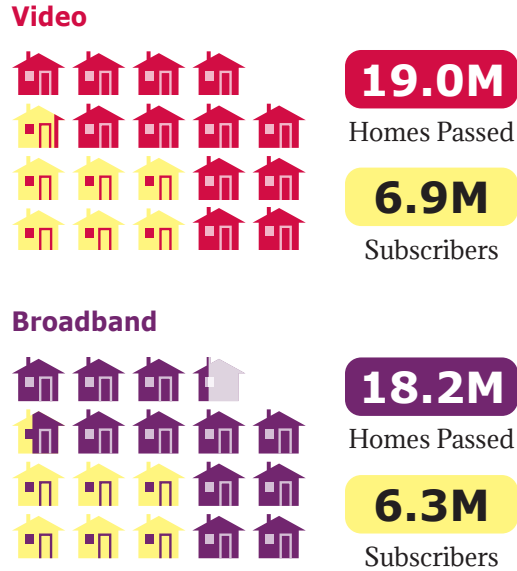 Video
19.0M
Homes Passed
6.9M
Subscribers
Broadband
18.2M
Homes Passed
6.3M
Subscribers